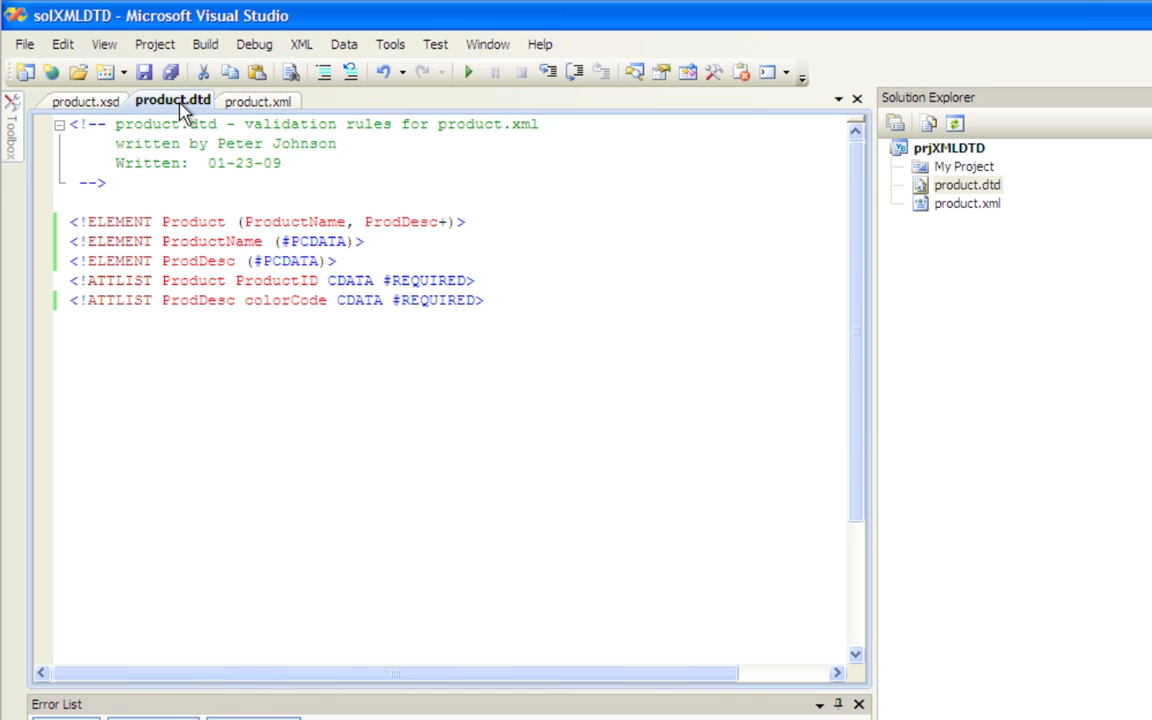 solXMLDTD - Microsoft Visual Studio
File Edit View Project Build Debug XML Data Tools Test Window Help
product.xsd product.dtd product.xml
Solution Explorer
Toolbox
<!-- product.dtd - validation rules for product.xml
written by Peter Johnson
Written: 01-23-09
-->
<!ELEMENT Product (ProductName, ProdDesc+)>
<!ELEMENT ProductName (#PCDATA)>
<!ELEMENT ProdDesc (#PCDATA)>
<!ATTLIST Product ProductID CDATA #REQUIRED>
<!ATTLIST ProdDesc colorCode CDATA #REQUIRED>
prjXMLDTD
My Project
product.dtd
product.xml
Error List